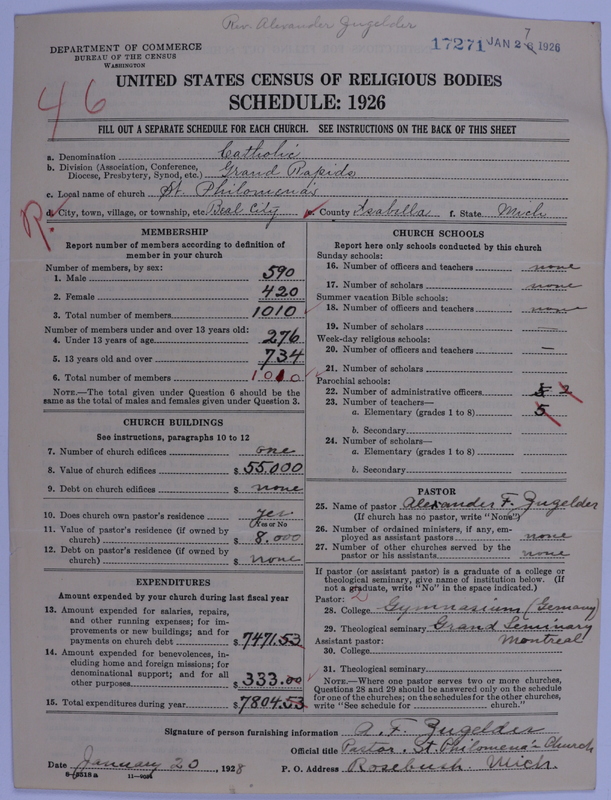 Rev. Alexander Zugelder
17271 JAN 28 1926
7
DEPARTMENT OF COMMERCE
BUREAU OF THE CENSUS
WASHINGTON
46
UNITED STATES CENSUS OF RELIGIOUS BODIES
SCHEDULE: 1926
FILL OUT A SEPARATE SCHEDULE FOR EACH CHURCH. SEE INSTRUCTIONS ON THE BACK OF THIS SHEET
a. Denomination Catholic
b. Division (Association, Conference, Diocese, Presbytery, Synod, etc.) Grand Rapids
c. Local name of church St. Philomena's
R.
d. City, town, village, or township, etc. Beal City e. County Isabella f. State Mich
MEMBERSHIP
Report number of members according to definition of
member in your church
Number of members, by sex:
1. Male 590
2. Female 420
3. Total number of members 1010
Number of members under and over 13 years old:
4. Under 13 years of age 276
5. 13 years old and over 734
6. Total number of members 1010
NOTE.—The total given under Question 6 should be
same as the total of males and females given under Question 3.
CHURCH BUILDINGS
See instructions, paragraphs 10 to 12
7. Number of church edifices one
8. Value of church edifices $ 55.000
9. Debt on church edifices $ none
10. Does church own pastor's residence yes
Yes or No
11. Value of pastor's residence (if owned by
church) $ 8.000
12. Debt on pastor's residence (if owned by
church) $ none
EXPENDITURES
Amount expended by your church during last fiscal year
13. Amount expended for salaries, repairs,
and other running expenses; for im-
provements or new buildings; and for
payments on church debt $ 7471.53
14. Amount expended for benevolences, in-
cluding home and foreign missions; for
denominational support; and for all
other purposes $ 333.00
15. Total expenditures during year $ 7804.53
CHURCH SCHOOLS
Report here only schools conducted by this church
Sunday schools:
16. Number of officers and teachers none
17. Number of scholars none
Summer vacation Bible schools:
18. Number of officers and teachers none
19. Number of scholars —
Week-day religious schools:
20. Number of officers and teachers —
21. Number of scholars
Parochial schools:
22. Number of administrative officers 2
23. Number of teachers—
a. Elementary (grades 1 to 8) 5
b. Secondary
24. Number of scholars—
a. Elementary (grades 1 to 8)
b. Secondary
PASTOR
25. Name of pastor Alexander F. Zugelder
(If church has no pastor, write "None")
26. Number of ordained ministers, if any, em-
ployed as assistant pastors none
27. Number of other churches served by the
pastor or his assistants none
If pastor (or assistant pastor) is a graduate of a college or
theological seminary, give name of institution below. (If
not a graduate, write "No" in the space indicated.)
Pastor: 2
28. College Gymnasium (Germany)
29. Theological seminary Grand Seminary
Assistant pastor: Montreal
30. College
31. Theological seminary
NOTE.—Where one pastor serves two or more churches,
Questions 28 and 29 should be answered only on the schedule
for one of the churches; on the schedules for the other churches,
write "See schedule for church."
Signature of person furnishing information A. F. Zugelder
Official title Pastor. St Philomena's Church
Date January 20, 1928 P. O. Address Rosebush. Mich.
8-5318 a 11-9024